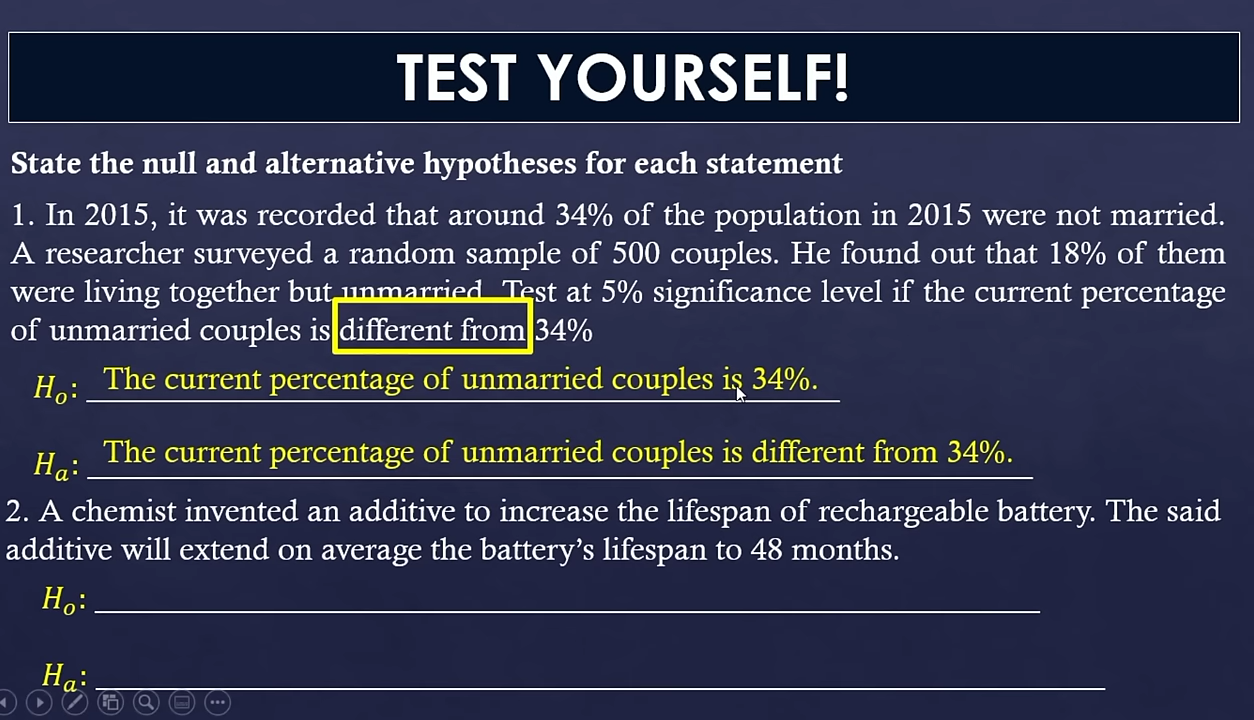 TEST YOURSELF!
State the null and alternative hypotheses for each statement
1. In 2015, it was recorded that around 34% of the population in 2015 were not married.
A researcher surveyed a random sample of 500 couples. He found out that 18% of them
were living together but unmarried. Test at 5% significance level if the current percentage
of unmarried couples is different from 34%
Hₒ: The current percentage of unmarried couples is 34%.
Hₐ: The current percentage of unmarried couples is different from 34%.
2. A chemist invented an additive to increase the lifespan of rechargeable battery. The said
additive will extend on average the battery’s lifespan to 48 months.
Hₒ:
Hₐ: